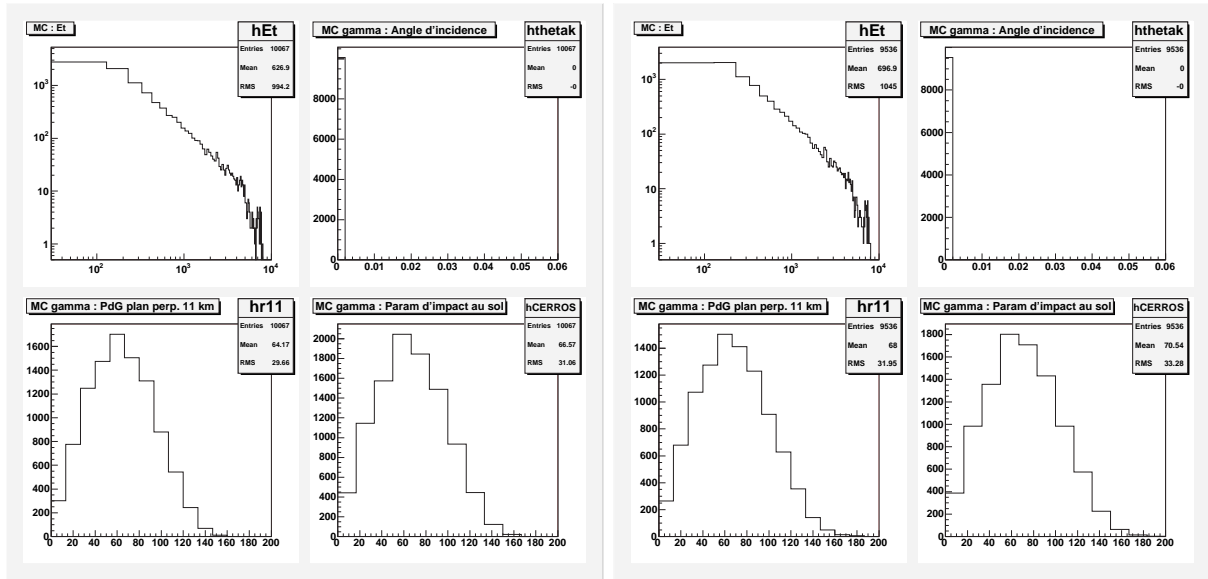 MC : Et
hEt
Entries 10067
Mean 626.9
RMS 994.2
10³
10²
10
1
10² 10³ 10⁴
MC gamma : Angle d'incidence
hthetak
Entries 10067
Mean 0
RMS -0
8000
6000
4000
2000
0
0 0.01 0.02 0.03 0.04 0.05 0.06
MC : Et
hEt
Entries 9536
Mean 696.9
RMS 1045
10³
10²
10
1
10² 10³ 10⁴
MC gamma : Angle d'incidence
hthetak
Entries 9536
Mean 0
RMS -0
8000
6000
4000
2000
0
0 0.01 0.02 0.03 0.04 0.05 0.06
MC gamma : PdG plan perp. 11 km
hr11
Entries 10067
Mean 64.17
RMS 29.66
1600
1400
1200
1000
800
600
400
200
0
0 20 40 60 80 100 120 140 160 180 200
MC gamma : Param d'impact au sol
hCERROS
Entries 10067
Mean 66.57
RMS 31.06
2000
1800
1600
1400
1200
1000
800
600
400
200
0
0 20 40 60 80 100 120 140 160 180 200
MC gamma : PdG plan perp. 11 km
hr11
Entries 9536
Mean 68
RMS 31.95
1400
1200
1000
800
600
400
200
0
0 20 40 60 80 100 120 140 160 180 200
MC gamma : Param d'impact au sol
hCERROS
Entries 9536
Mean 70.54
RMS 33.28
1800
1600
1400
1200
1000
800
600
400
200
0
0 20 40 60 80 100 120 140 160 180 200